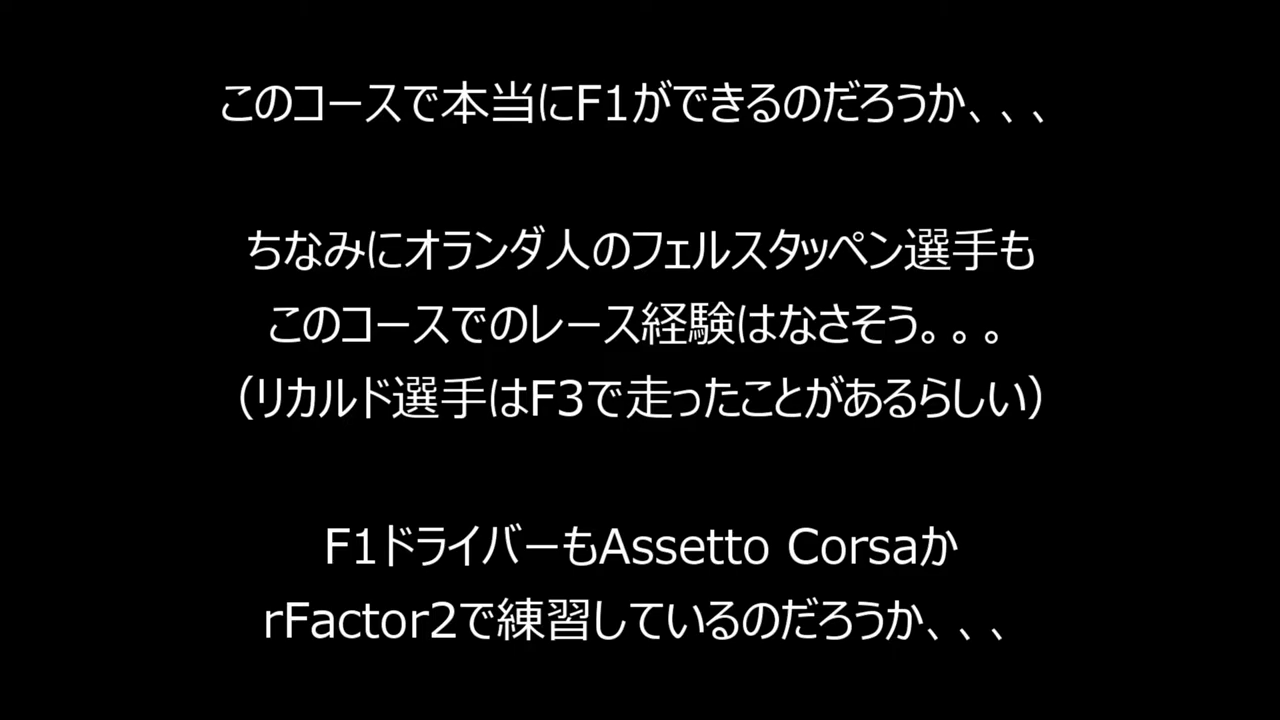 このコースで本当にF1ができるのだろうか、、、
ちなみにオランダ人のフェルスタッペン選手も
このコースでのレース経験はなさそう。。。
（リカルド選手はF3で走ったことがあるらしい）
F1ドライバーもAssetto Corsaか
rFactor2で練習しているのだろうか、、、